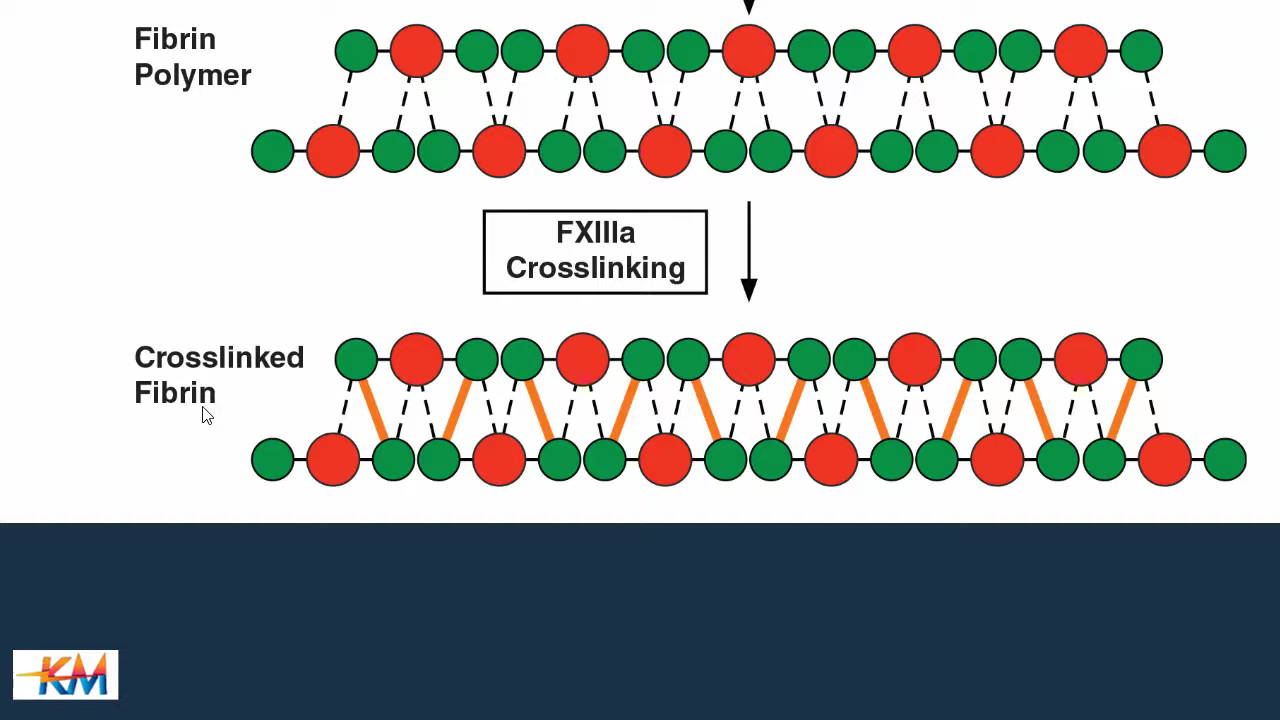 Fibrin
Polymer
FXIIIa
Crosslinking
Crosslinked
Fibrin
KM